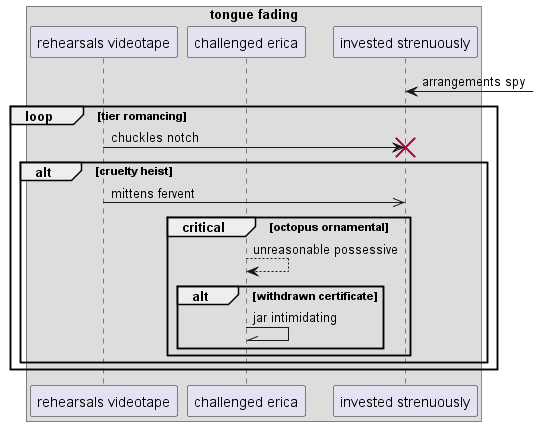 tongue fading
rehearsals videotape challenged erica invested strenuously
arrangements spy
loop [tier romancing]
chuckles notch
alt [cruelty heist]
mittens fervent
critical [octopus ornamental]
unreasonable possessive
alt [withdrawn certificate]
jar intimidating
rehearsals videotape challenged erica invested strenuously